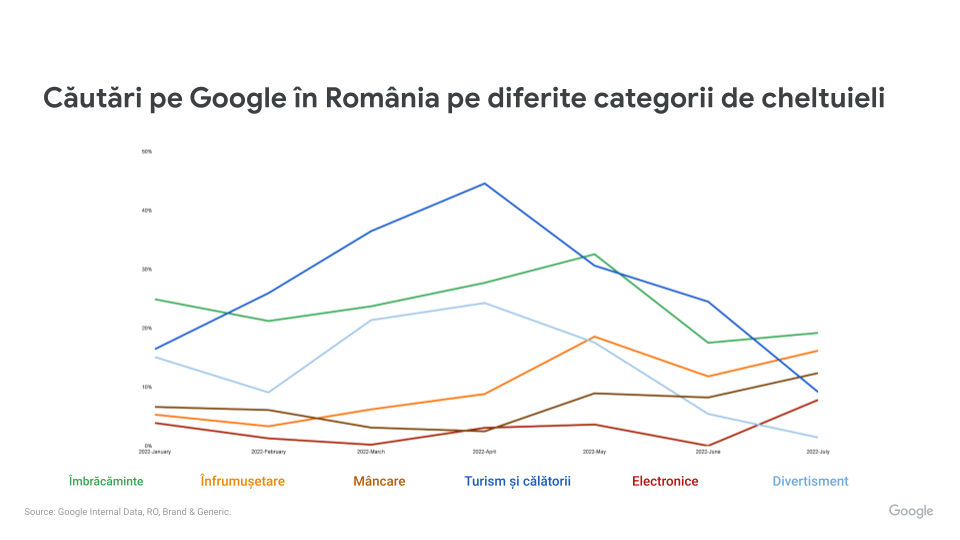 Căutări pe Google în România pe diferite categorii de cheltuieli
50%
40%
30%
20%
10%
0%
2022-January 2022-February 2022-March 2022-April 2022-May 2022-June 2022-July
Îmbrăcăminte Înfrumușetare Mâncare Turism și călătorii Electronice Divertisment
Source: Google Internal Data, RO, Brand & Generic.
Google